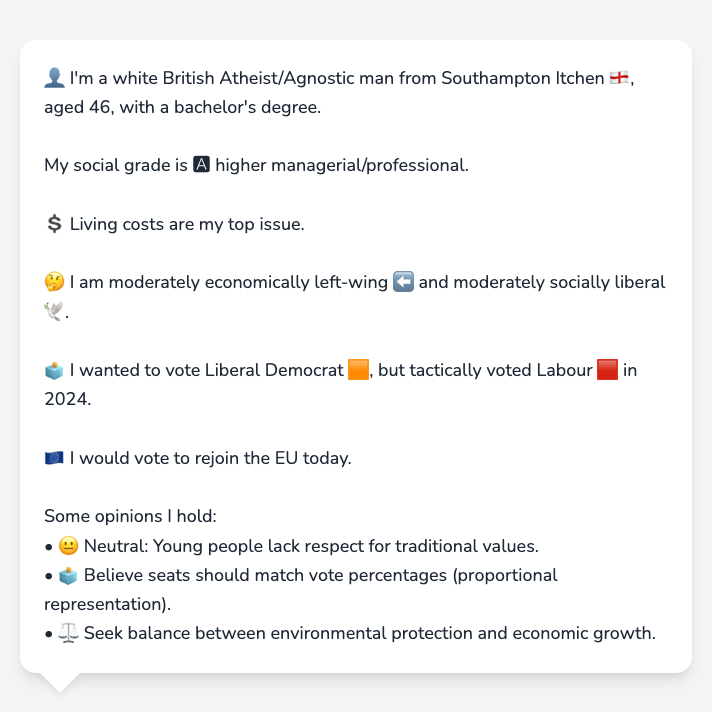 👤 I'm a white British Atheist/Agnostic man from Southampton Itchen 🏴󠁧󠁢󠁥󠁮󠁧󠁿,
aged 46, with a bachelor's degree.
My social grade is 🅰 higher managerial/professional.
💲 Living costs are my top issue.
🤔 I am moderately economically left-wing ⬅️ and moderately socially liberal
🕊️.
🗳️ I wanted to vote Liberal Democrat 🟧, but tactically voted Labour 🟥 in
2024.
🇪🇺 I would vote to rejoin the EU today.
Some opinions I hold:
• 😐 Neutral: Young people lack respect for traditional values.
• 🗳️ Believe seats should match vote percentages (proportional
representation).
• ⚖️ Seek balance between environmental protection and economic growth.